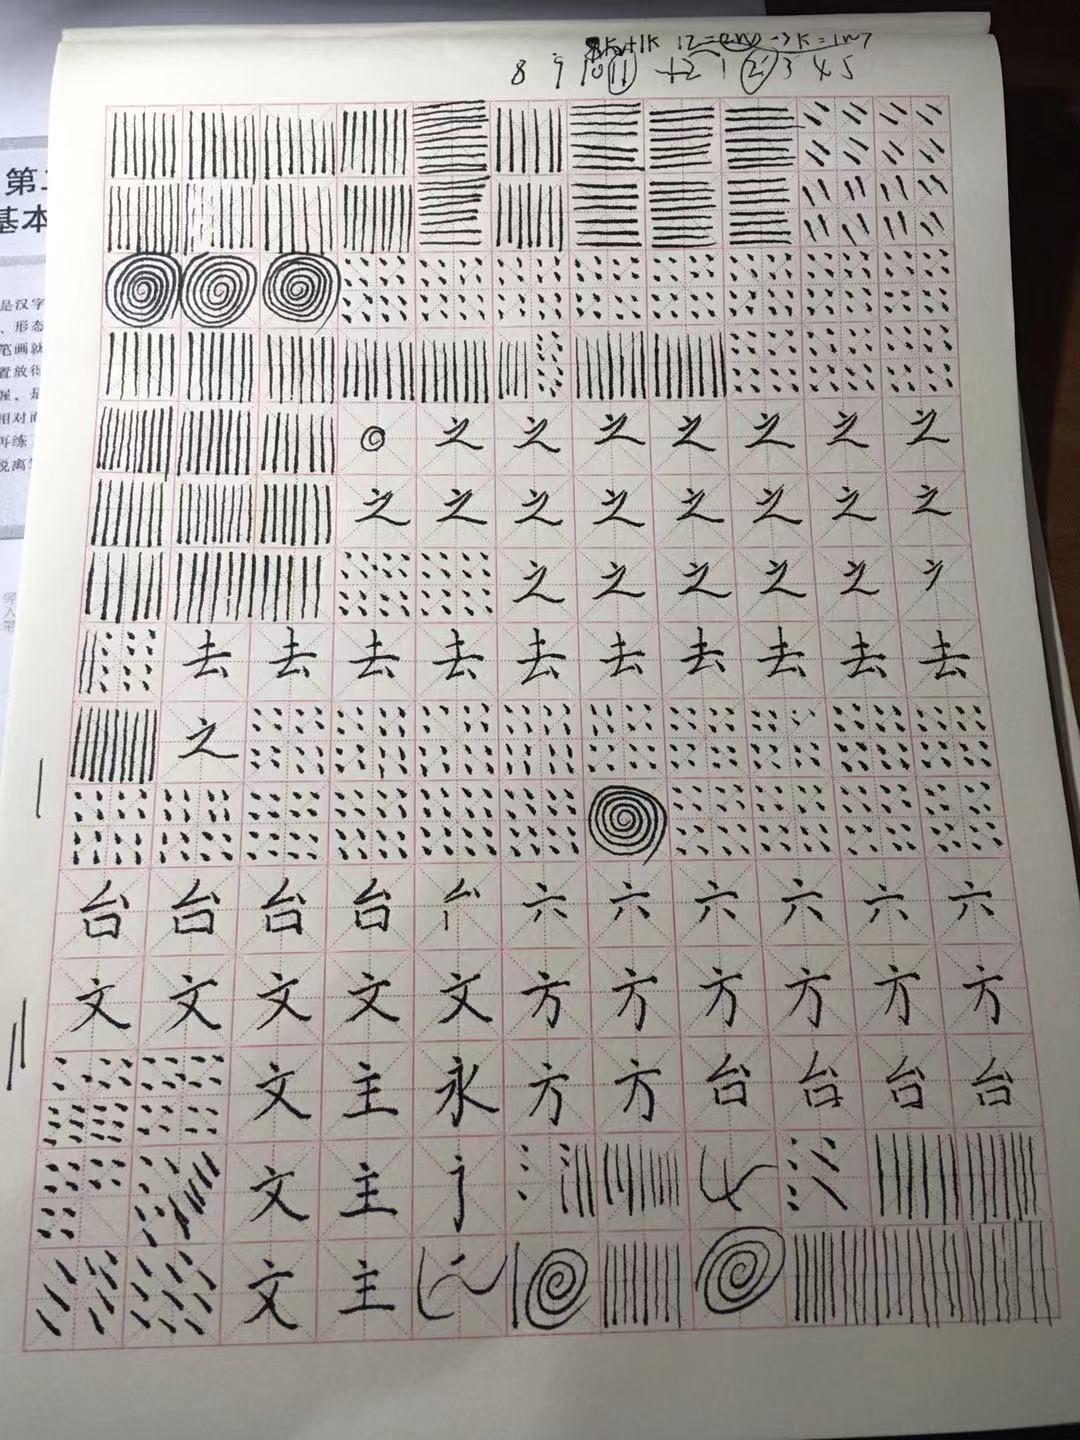 8 9 10 11 十2 1 2 3 4 5
第二
基本
是汉字
、形态
笔画就
置放得
握，是
相对而
再练
脱离
之 之 之 之 之 之 之
之 之 之 之 之 之 之 之
之 之 之 之 之
去 去 去 去 去 去 去 去 去 去
之
台 台 台 台 六 六 六 六 六 六
文 文 文 文 文 方 方 方 方 方 方
文 主 永 方 方 台 台 台 台
文 主
文 主